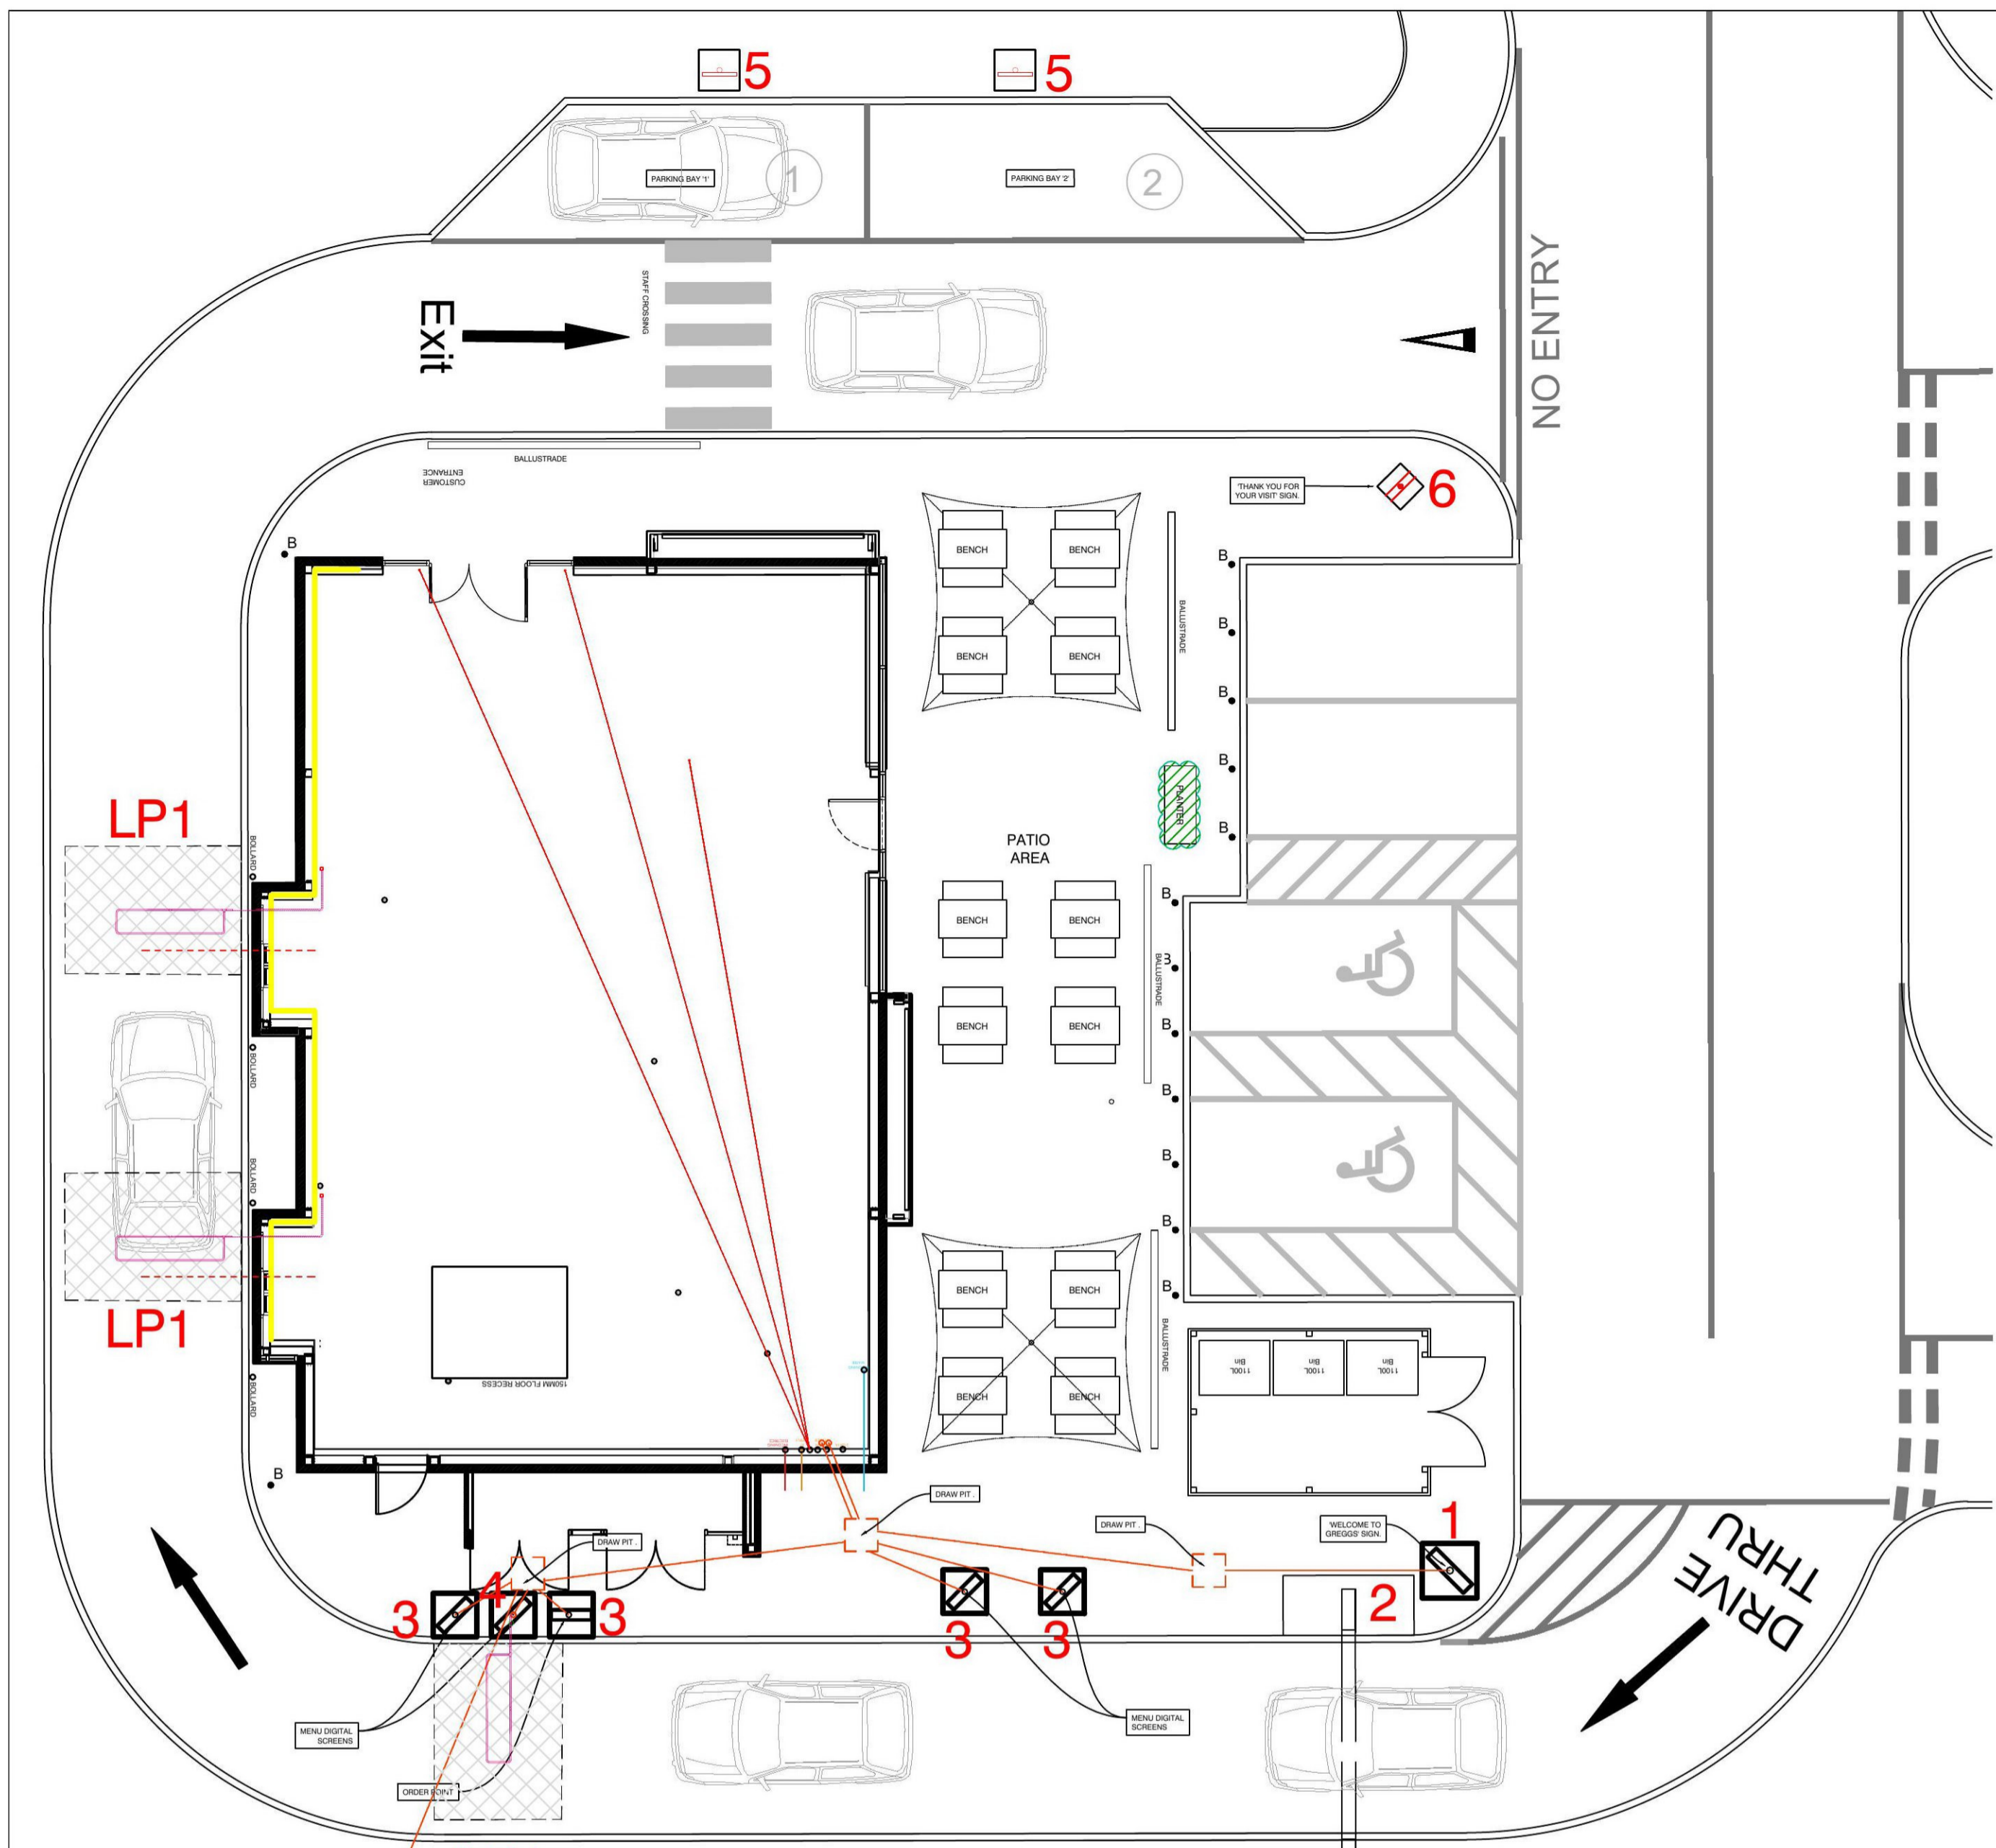 5
5
PARKING BAY '1'
1
PARKING BAY '2'
2
STAFF CROSSING
Exit
NO ENTRY
BALLUSTRADE
CUSTOMER
ENTRANCE
'THANK YOU FOR
YOUR VISIT' SIGN.
6
B
B
BENCH
BENCH
B
BALLUSTRADE
BENCH
BENCH
B
B
PLANTER
LP1
B
BOLLARD
PATIO
AREA
B
BENCH
BENCH
BALLUSTRADE
B
B
BENCH
BENCH
BOLLARD
B
B
BOLLARD
B
BENCH
BENCH
B
LP1
BALLUSTRADE
1100L
Bin
1100L
Bin
1100L
Bin
150MM FLOOR RECESS
BOLLARD
BENCH
BENCH
B
DRAW PIT .
DRAW PIT .
'WELCOME TO
GREGGS' SIGN.
1
DRIVE
THRU
DRAW PIT .
3
4
3
3
3
2
MENU DIGITAL
SCREENS
MENU DIGITAL
SCREENS
ORDER POINT